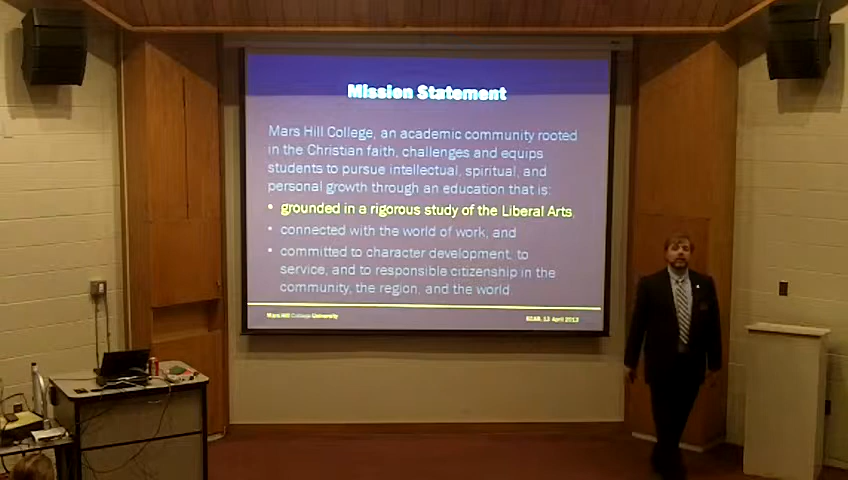 Mission Statement
Mars Hill College, an academic community rooted
in the Christian faith, challenges and equips
students to pursue intellectual, spiritual, and
personal growth through an education that is:
• grounded in a rigorous study of the Liberal Arts,
• connected with the world of work, and
• committed to character development, to
service, and to responsible citizenship in the
community, the region, and the world.
Mars Hill College University
12 April 2013